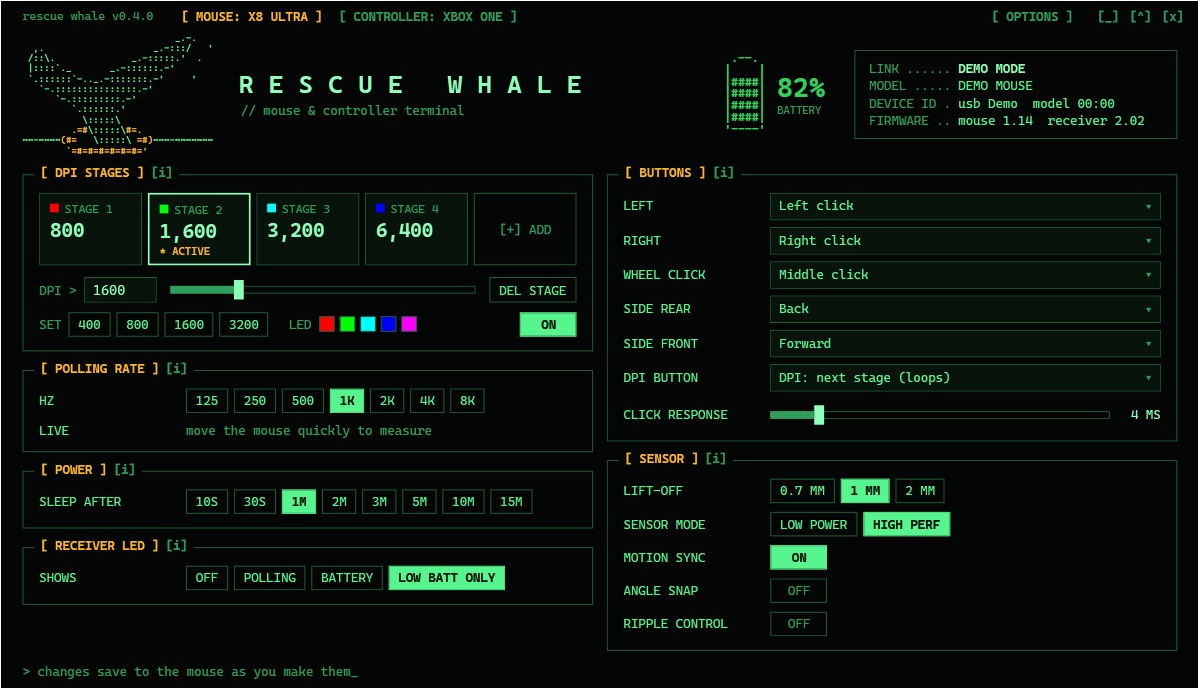 rescue whale v0.4.0 [ MOUSE: X8 ULTRA ] [ CONTROLLER: XBOX ONE ] [ OPTIONS ] [_] [^] [x]
RESCUE WHALE
// mouse & controller terminal
82%
BATTERY
LINK ...... DEMO MODE
MODEL ..... DEMO MOUSE
DEVICE ID . usb Demo model 00:00
FIRMWARE .. mouse 1.14 receiver 2.02
[ DPI STAGES ] [i]
STAGE 1
800
STAGE 2
1,600
* ACTIVE
STAGE 3
3,200
STAGE 4
6,400
[+] ADD
DPI > 1600 DEL STAGE
SET 400 800 1600 3200 LED ON
[ POLLING RATE ] [i]
HZ 125 250 500 1K 2K 4K 8K
LIVE move the mouse quickly to measure
[ POWER ] [i]
SLEEP AFTER 10S 30S 1M 2M 3M 5M 10M 15M
[ RECEIVER LED ] [i]
SHOWS OFF POLLING BATTERY LOW BATT ONLY
[ BUTTONS ] [i]
LEFT Left click
RIGHT Right click
WHEEL CLICK Middle click
SIDE REAR Back
SIDE FRONT Forward
DPI BUTTON DPI: next stage (loops)
CLICK RESPONSE 4 MS
[ SENSOR ] [i]
LIFT-OFF 0.7 MM 1 MM 2 MM
SENSOR MODE LOW POWER HIGH PERF
MOTION SYNC ON
ANGLE SNAP OFF
RIPPLE CONTROL OFF
> changes save to the mouse as you make them_